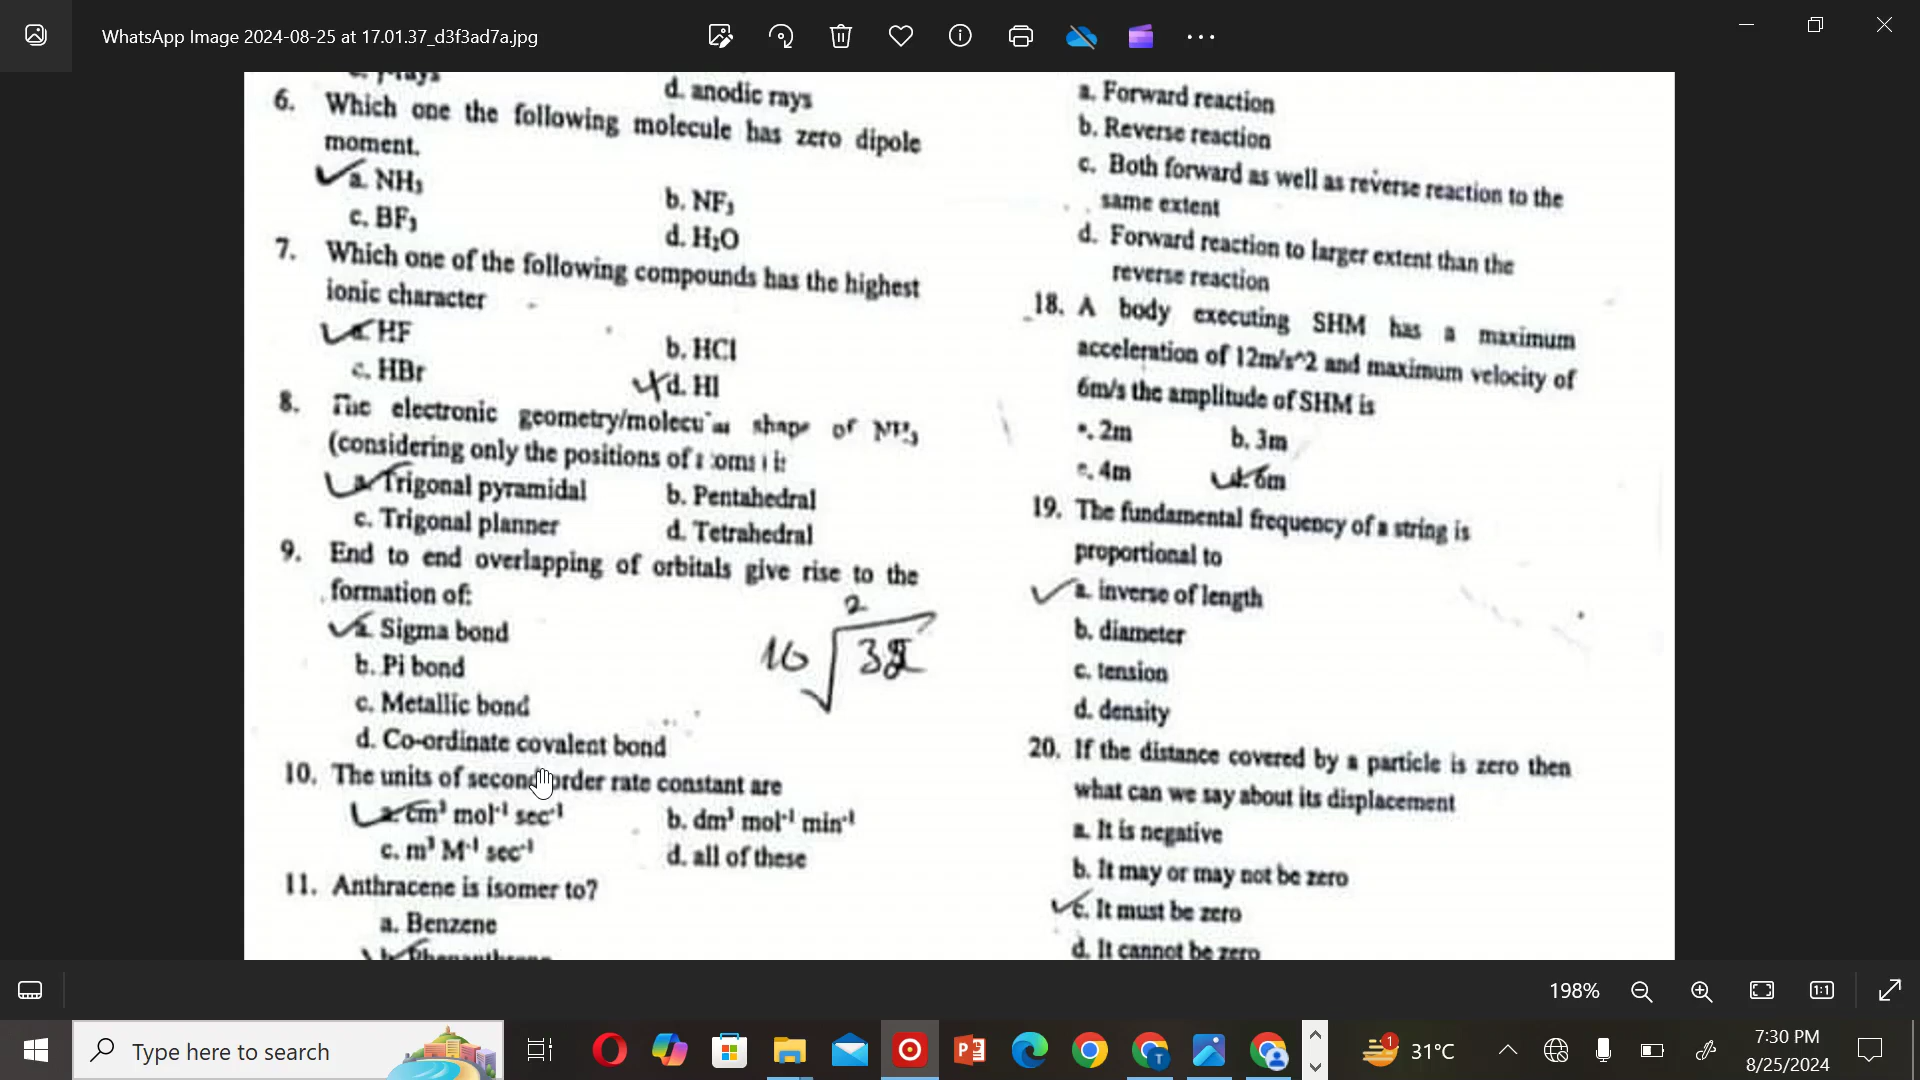 WhatsApp Image 2024-08-25 at 17.01.37_d3f3ad7a.jpg
d. anodic rays
6. Which one the following molecule has zero dipole
moment.
a. NH₃
b. NF₃
c. BF₃
d. H₂O
7. Which one of the following compounds has the highest
ionic character
a. HF
b. HCl
c. HBr
d. HI
8. The electronic geometry/molecular shape of NH₃
(considering only the positions of atoms) is
a. Trigonal pyramidal
b. Pentahedral
c. Trigonal planner
d. Tetrahedral
9. End to end overlapping of orbitals give rise to the
formation of:
a. Sigma bond
b. Pi bond
c. Metallic bond
d. Co-ordinate covalent bond
2
16 √32
10. The units of second order rate constant are
a. cm³ mol⁻¹ sec⁻¹
b. dm³ mol⁻¹ min⁻¹
c. m³ M⁻¹ sec⁻¹
d. all of these
11. Anthracene is isomer to?
a. Benzene
a. Forward reaction
b. Reverse reaction
c. Both forward as well as reverse reaction to the
same extent
d. Forward reaction to larger extent than the
reverse reaction
18. A body executing SHM has a maximum
acceleration of 12m/s^2 and maximum velocity of
6m/s the amplitude of SHM is
2m
b. 3m
4m
d. 6m
19. The fundamental frequency of a string is
proportional to
a. inverse of length
b. diameter
c. tension
d. density
20. If the distance covered by a particle is zero then
what can we say about its displacement
a. It is negative
b. It may or may not be zero
c. It must be zero
d. It cannot be zero
198%
1:1
Type here to search
1
31°C
7:30 PM
8/25/2024